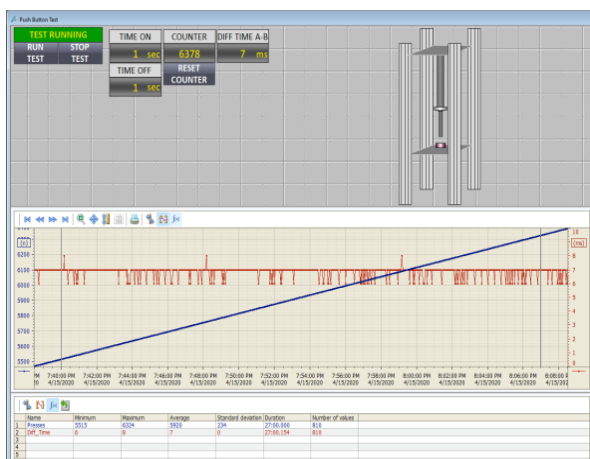 Push Button Test
TEST RUNNING TIME ON COUNTER DIFF TIME A-B
RUN TEST STOP TEST 1 sec 6378 7 ms
TIME OFF RESET COUNTER
1 sec
[n] 10 [ms]
6200 8
6100 7
6000 6
5900 5
5800 4
5700 3
5600 2
5500 1
0
7:40:00 PM 7:42:00 PM 7:44:00 PM 7:46:00 PM 7:48:00 PM 7:50:00 PM 7:52:00 PM 7:54:00 PM 7:56:00 PM 7:58:00 PM 8:00:00 PM 8:02:00 PM 8:04:00 PM 8:06:00 PM 8:08:00
4/15/2020 4/15/2020 4/15/2020 4/15/2020 4/15/2020 4/15/2020 4/15/2020 4/15/2020 4/15/2020 4/15/2020 4/15/2020 4/15/2020 4/15/2020 4/15/2020
Name Minimum Maximum Average Standard deviation Duration Number of values
1 Presses 5515 6324 5920 234 27:00.000 810
2 Diff_Time 6 8 7 0 27:00.154 810
3
4
5